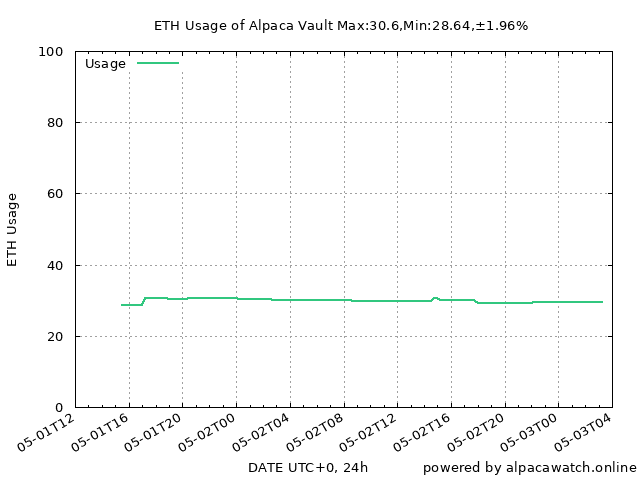 ETH Usage of Alpaca Vault Max:30.6,Min:28.64,±1.96%
100
Usage
80
60
ETH Usage
40
20
0
05-01T12
05-01T16
05-01T20
05-02T00
05-02T04
05-02T08
05-02T12
05-02T16
05-02T20
05-03T00
05-03T04
DATE UTC+0, 24h
powered by alpacawatch.online